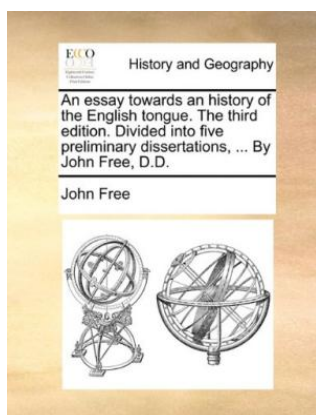 ECCO
History and Geography
An essay towards an history of
the English tongue. The third
edition. Divided into five
preliminary dissertations, ... By
John Free, D.D.
John Free